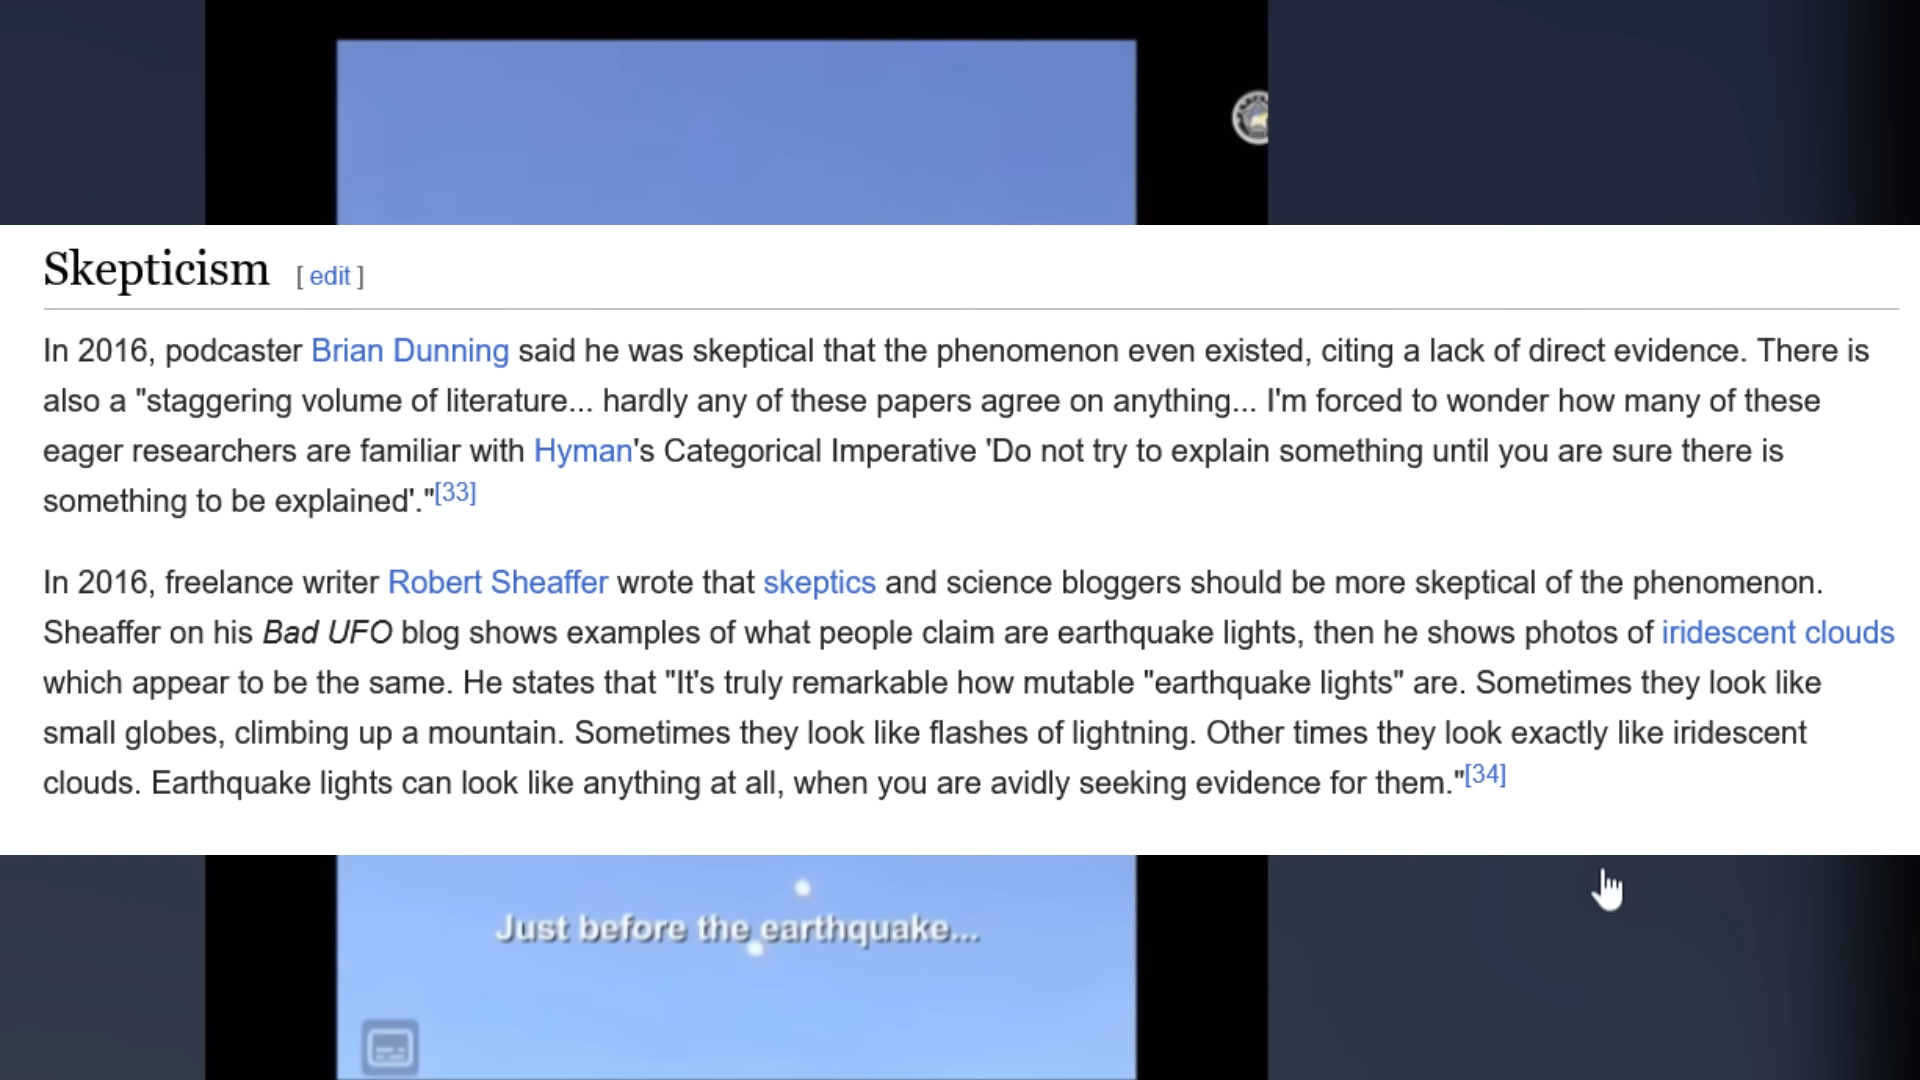 Skepticism [ edit ]
In 2016, podcaster Brian Dunning said he was skeptical that the phenomenon even existed, citing a lack of direct evidence. There is
also a "staggering volume of literature... hardly any of these papers agree on anything... I'm forced to wonder how many of these
eager researchers are familiar with Hyman's Categorical Imperative 'Do not try to explain something until you are sure there is
something to be explained'."[33]
In 2016, freelance writer Robert Sheaffer wrote that skeptics and science bloggers should be more skeptical of the phenomenon.
Sheaffer on his Bad UFO blog shows examples of what people claim are earthquake lights, then he shows photos of iridescent clouds
which appear to be the same. He states that "It's truly remarkable how mutable "earthquake lights" are. Sometimes they look like
small globes, climbing up a mountain. Sometimes they look like flashes of lightning. Other times they look exactly like iridescent
clouds. Earthquake lights can look like anything at all, when you are avidly seeking evidence for them."[34]
Just before the earthquake...